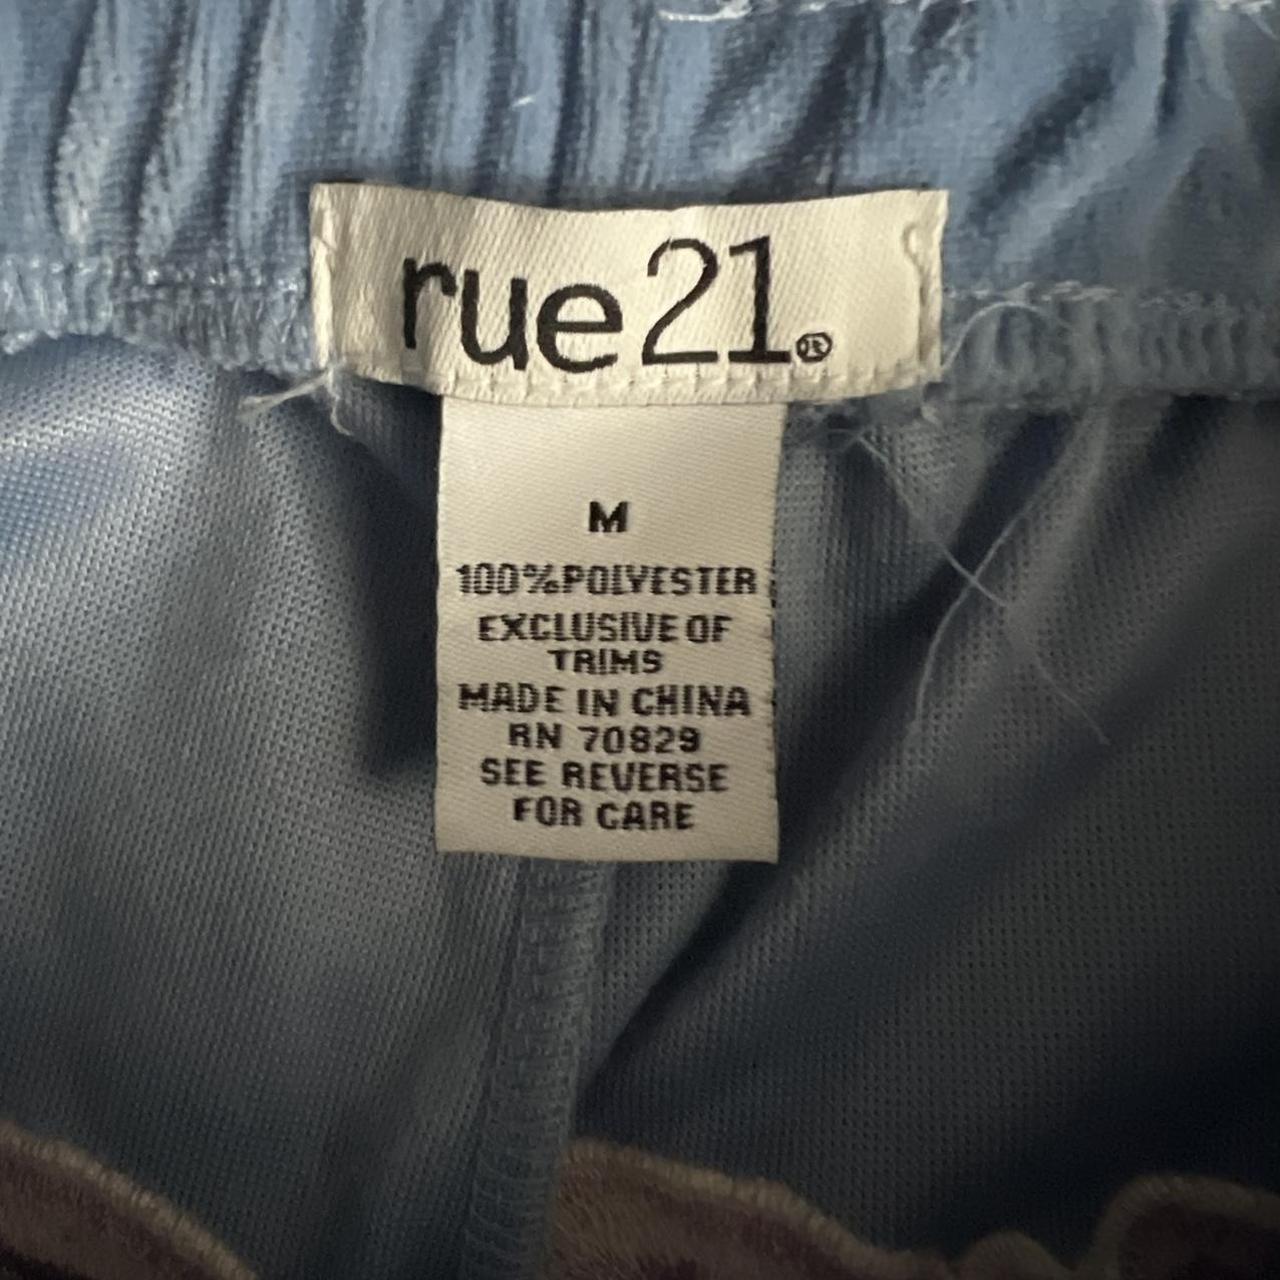 rue21®
M
100%POLYESTER
EXCLUSIVE OF
TRIMS
MADE IN CHINA
RN 70829
SEE REVERSE
FOR CARE